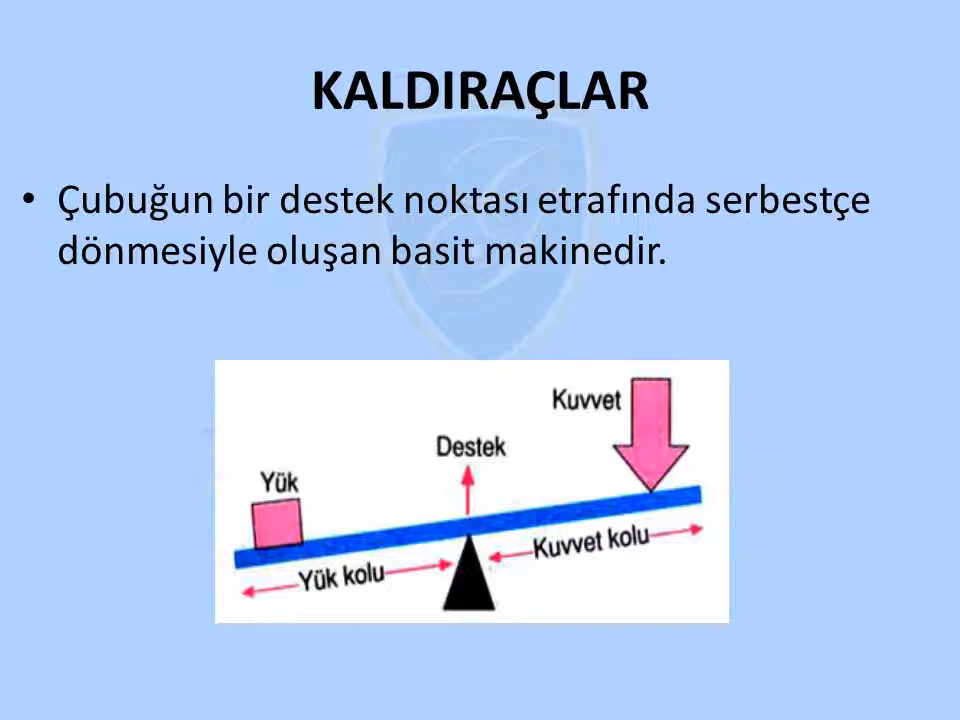 KALDIRAÇLAR
• Çubuğun bir destek noktası etrafında serbestçe
dönmesiyle oluşan basit makinedir.
Kuvvet
Destek
Yük
Kuvvet kolu
Yük kolu